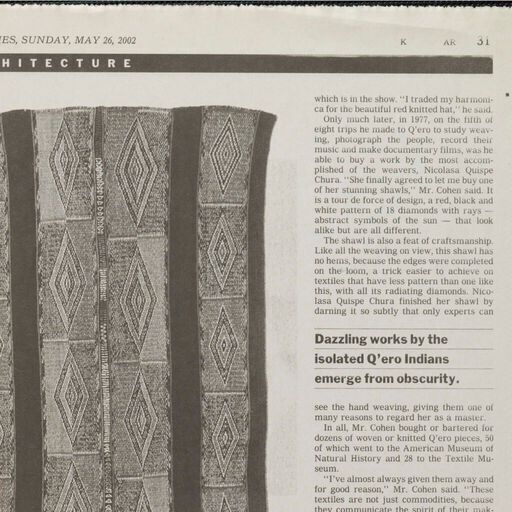 ES, SUNDAY, MAY 26, 2002
K AR 31
HITECTURE
which is in the show. "I traded my harmoni-
ca for the beautiful red knitted hat," he said.
Only much later, in 1977, on the fifth of
eight trips he made to Q'ero to study weav-
ing, photograph the people, record their
music and make documentary films, was he
able to buy a work by the most accom-
plished of the weavers, Nicolasa Quispe
Chura. "She finally agreed to let me buy one
of her stunning shawls," Mr. Cohen said. It
is a tour de force of design, a red, black and
white pattern of 18 diamonds with rays —
abstract symbols of the sun — that look
alike but are all different.
The shawl is also a feat of craftsmanship.
Like all the weaving on view, this shawl has
no hems, because the edges were completed
on the loom, a trick easier to achieve on
textiles that have less pattern than one like
this, with all its radiating diamonds. Nico-
lasa Quispe Chura finished her shawl by
darning it so subtly that only experts can
Dazzling works by the
isolated Q'ero Indians
emerge from obscurity.
see the hand weaving, giving them one of
many reasons to regard her as a master.
In all, Mr. Cohen bought or bartered for
dozens of woven or knitted Q'ero pieces, 50
of which went to the American Museum of
Natural History and 28 to the Textile Mu-
seum.
"I've almost always given them away and
for good reason," Mr. Cohen said. "These
textiles are not just commodities, because
they communicate the spirit of their mak-